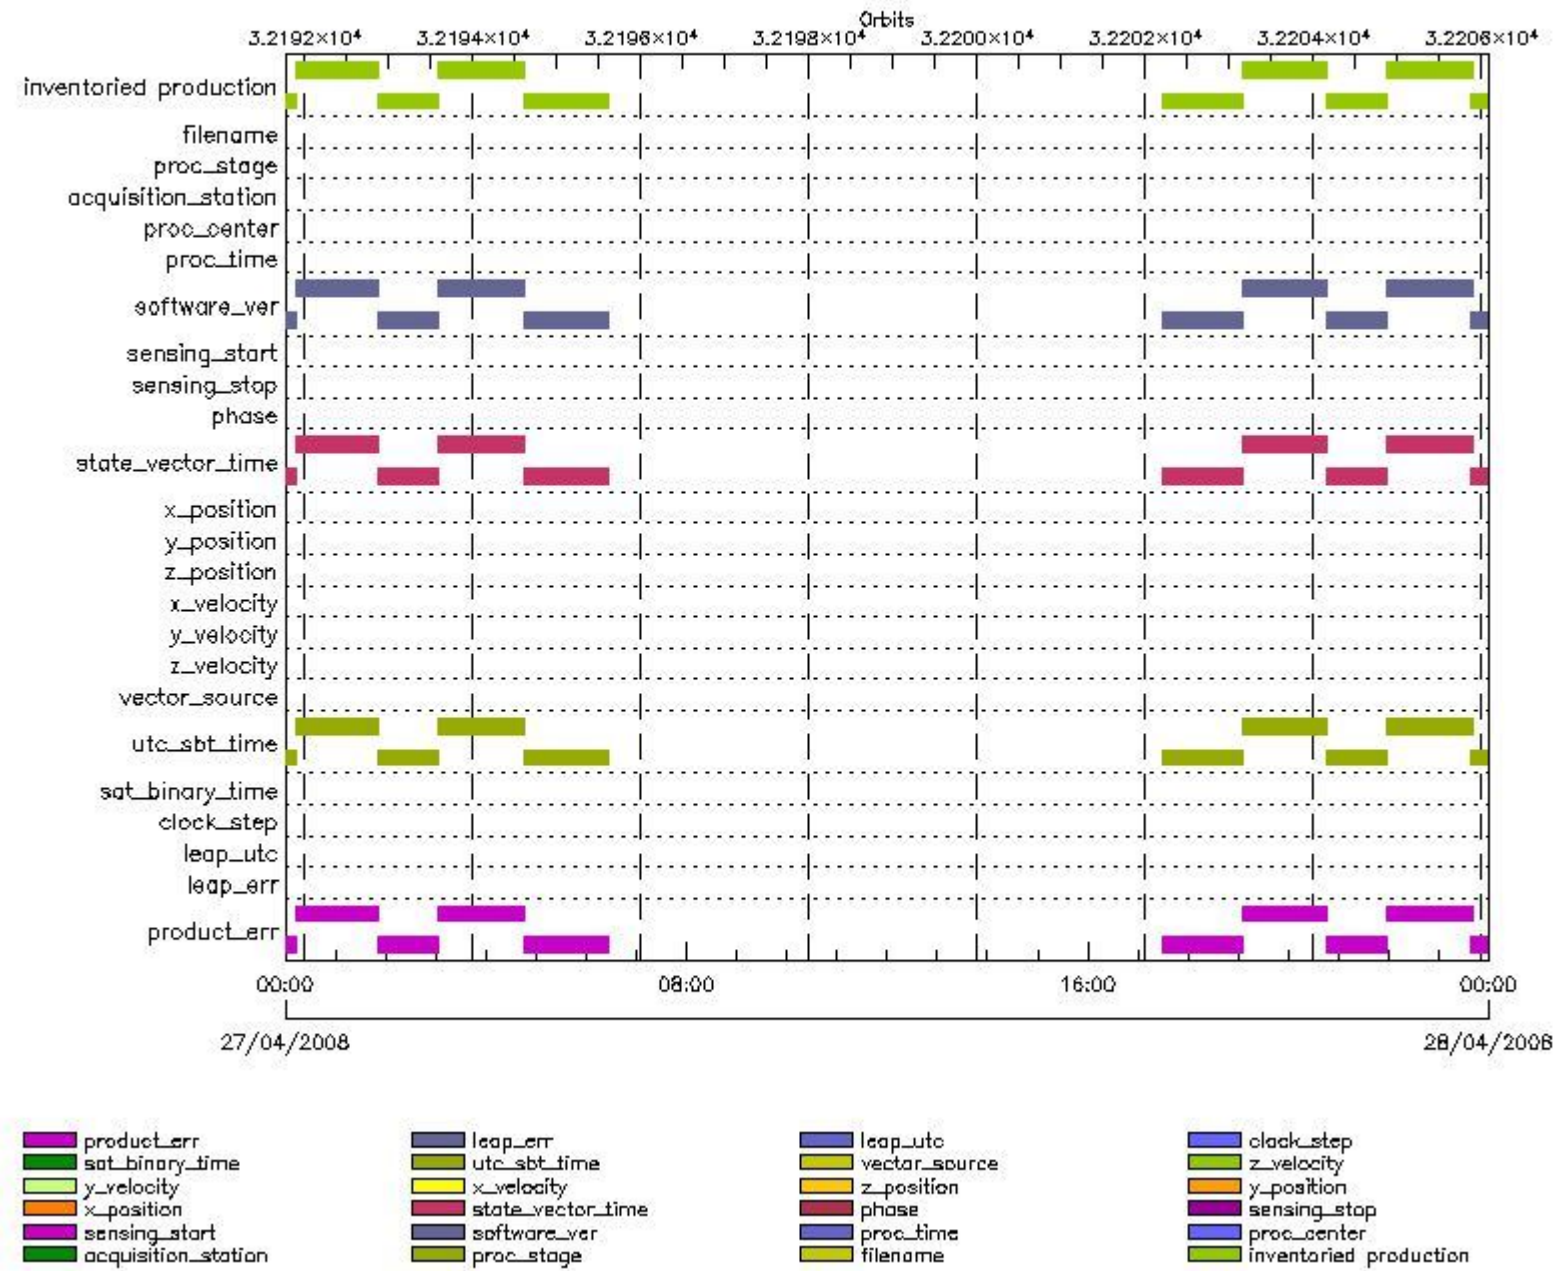 Orbits
3.2192×10⁴ 3.2194×10⁴ 3.2196×10⁴ 3.2198×10⁴ 3.2200×10⁴ 3.2202×10⁴ 3.2204×10⁴ 3.2206×10⁴
inventoried production
filename
proc_stage
acquisition_station
proc_center
proc_time
software_ver
sensing_start
sensing_stop
phase
state_vector_time
x_position
y_position
z_position
x_velocity
y_velocity
z_velocity
vector_source
utc_sbt_time
sat_binary_time
clock_step
leap_utc
leap_err
product_err
00:00 08:00 16:00 00:00
27/04/2008 28/04/2008
product_err leap_err leap_utc clock_step
sat_binary_time utc_sbt_time vector_source z_velocity
y_velocity x_velocity z_position y_position
x_position state_vector_time phase sensing_stop
sensing_start software_ver proc_time proc_center
acquisition_station proc_stage filename inventoried production